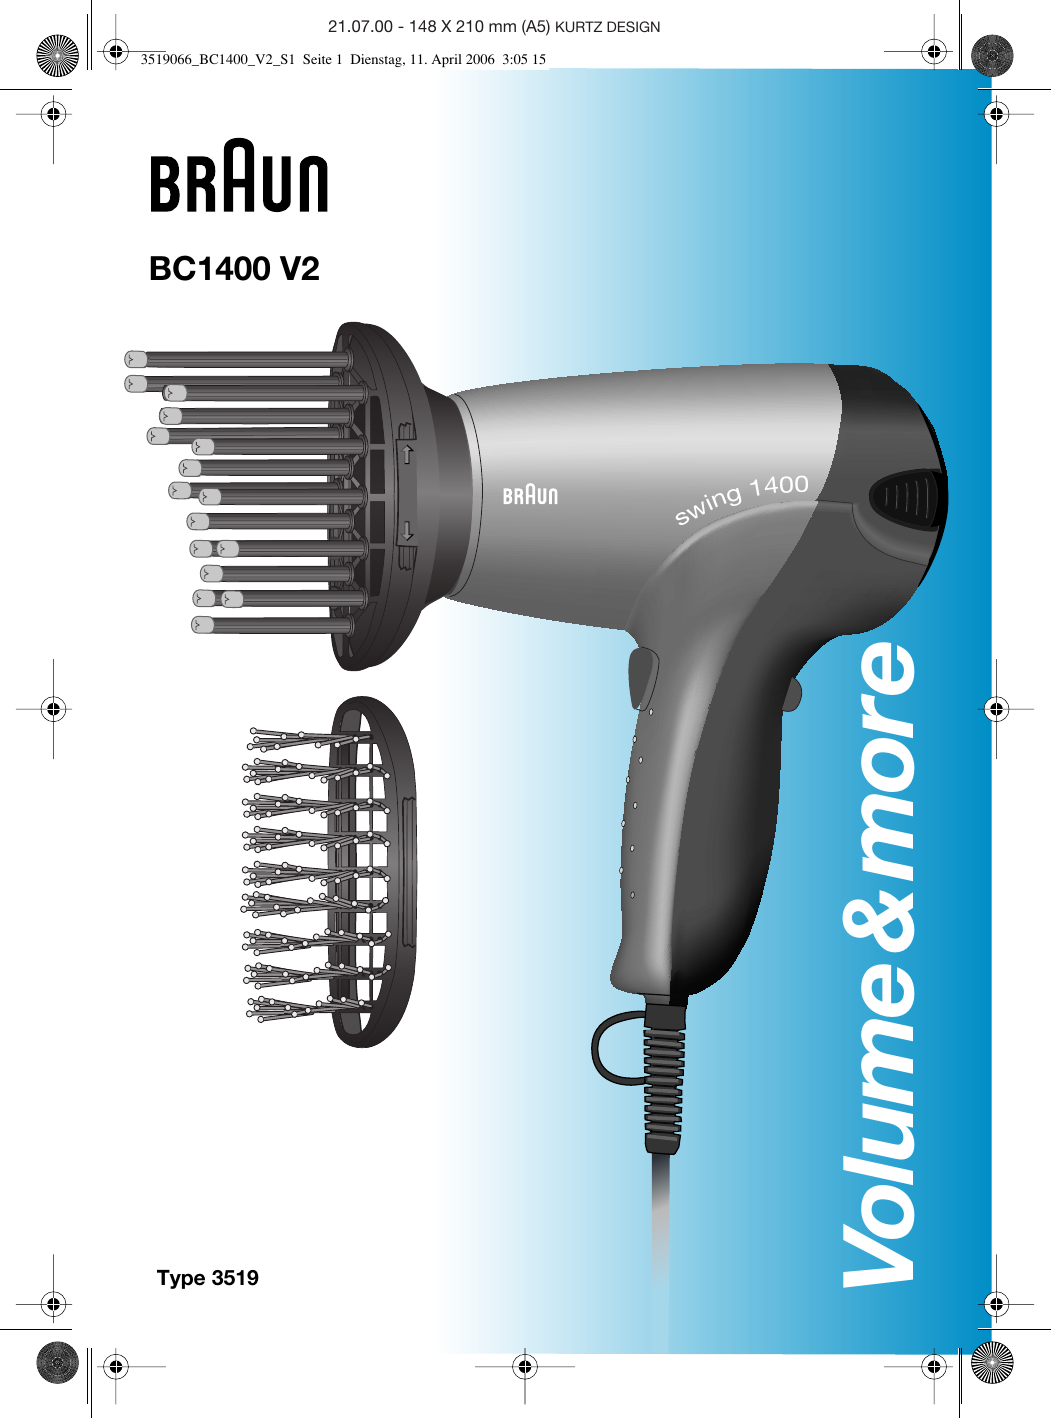 21.07.00 - 148 X 210 mm (A5) KURTZ DESIGN
3519066_BC1400_V2_S1 Seite 1 Dienstag, 11. April 2006 3:05 15
BRAUN
BC1400 V2
BRAUN
swing 1400
Volume & more
Type 3519